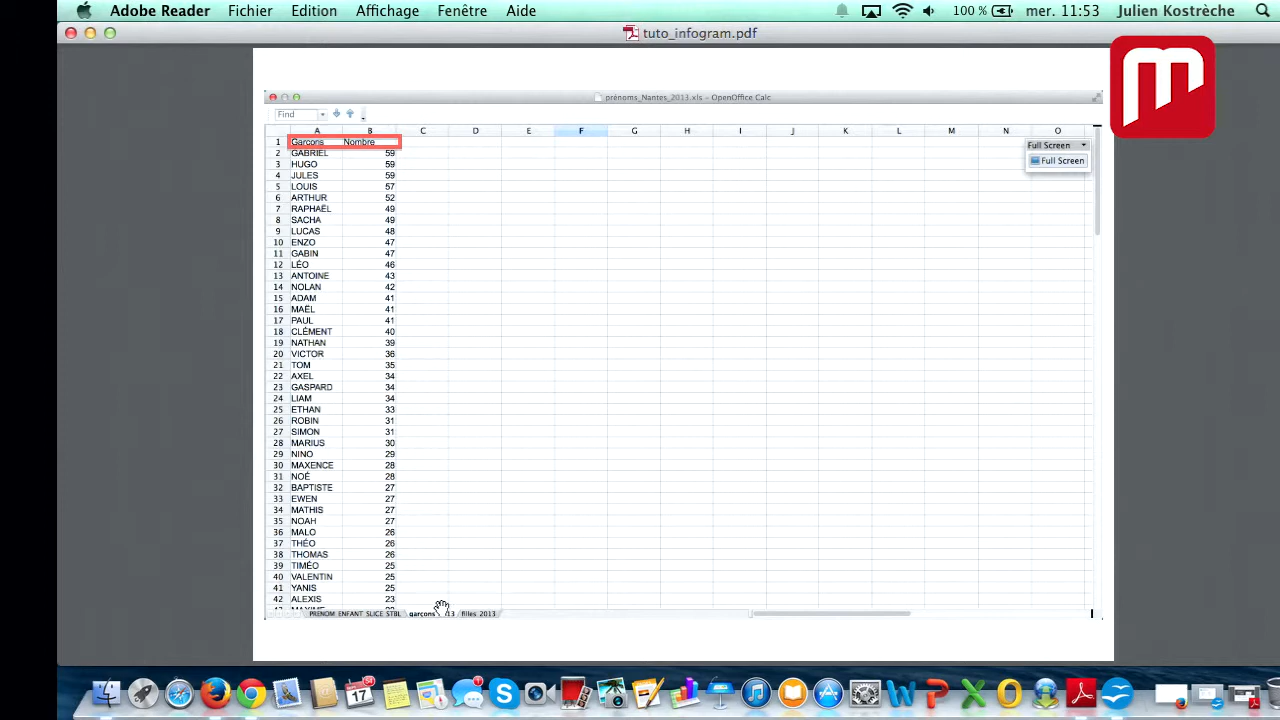 Adobe Reader Fichier Edition Affichage Fenêtre Aide 100 % mer. 11:53 Julien Kostrèche
tuto_infogram.pdf
prénoms_Nantes_2013.xls - OpenOffice Calc
Find
A B C D E F G H I J K L M N O
1 Garçons Nombre
Full Screen
Full Screen
2 GABRIEL 59
3 HUGO 59
4 JULES 59
5 LOUIS 57
6 ARTHUR 52
7 RAPHAËL 49
8 SACHA 49
9 LUCAS 48
10 ENZO 47
11 GABIN 47
12 LÉO 46
13 ANTOINE 43
14 NOLAN 42
15 ADAM 41
16 MAËL 41
17 PAUL 41
18 CLÉMENT 40
19 NATHAN 39
20 VICTOR 36
21 TOM 35
22 AXEL 34
23 GASPARD 34
24 LIAM 34
25 ETHAN 33
26 ROBIN 31
27 SIMON 31
28 MARIUS 30
29 NINO 29
30 MAXENCE 28
31 NOÉ 28
32 BAPTISTE 27
33 EWEN 27
34 MATHIS 27
35 NOAH 27
36 MALO 26
37 THÉO 26
38 THOMAS 26
39 TIMÉO 25
40 VALENTIN 25
41 YANIS 25
42 ALEXIS 23
PRENOM_ENFANT_SLICE_STBL garçons 13 filles 2013
17